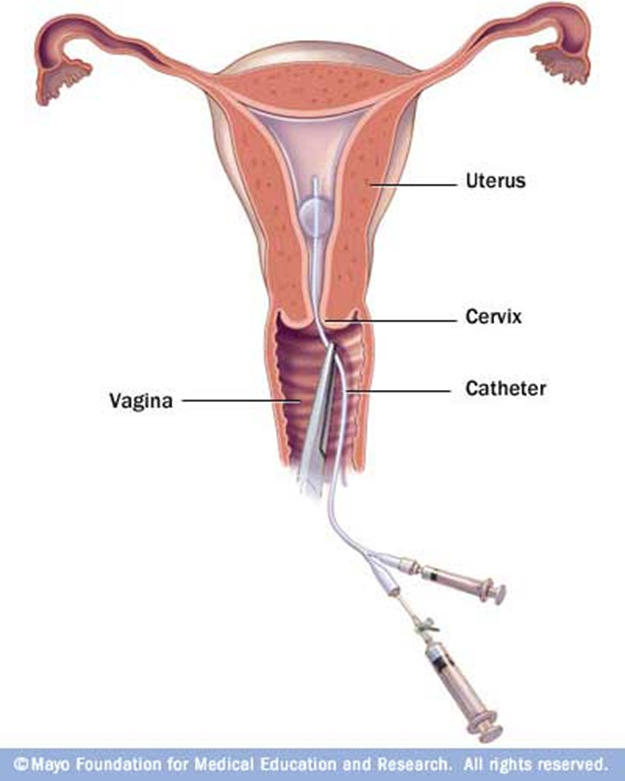 Uterus
Cervix
Catheter
Vagina
©Mayo Foundation for Medical Education and Research. All rights reserved.